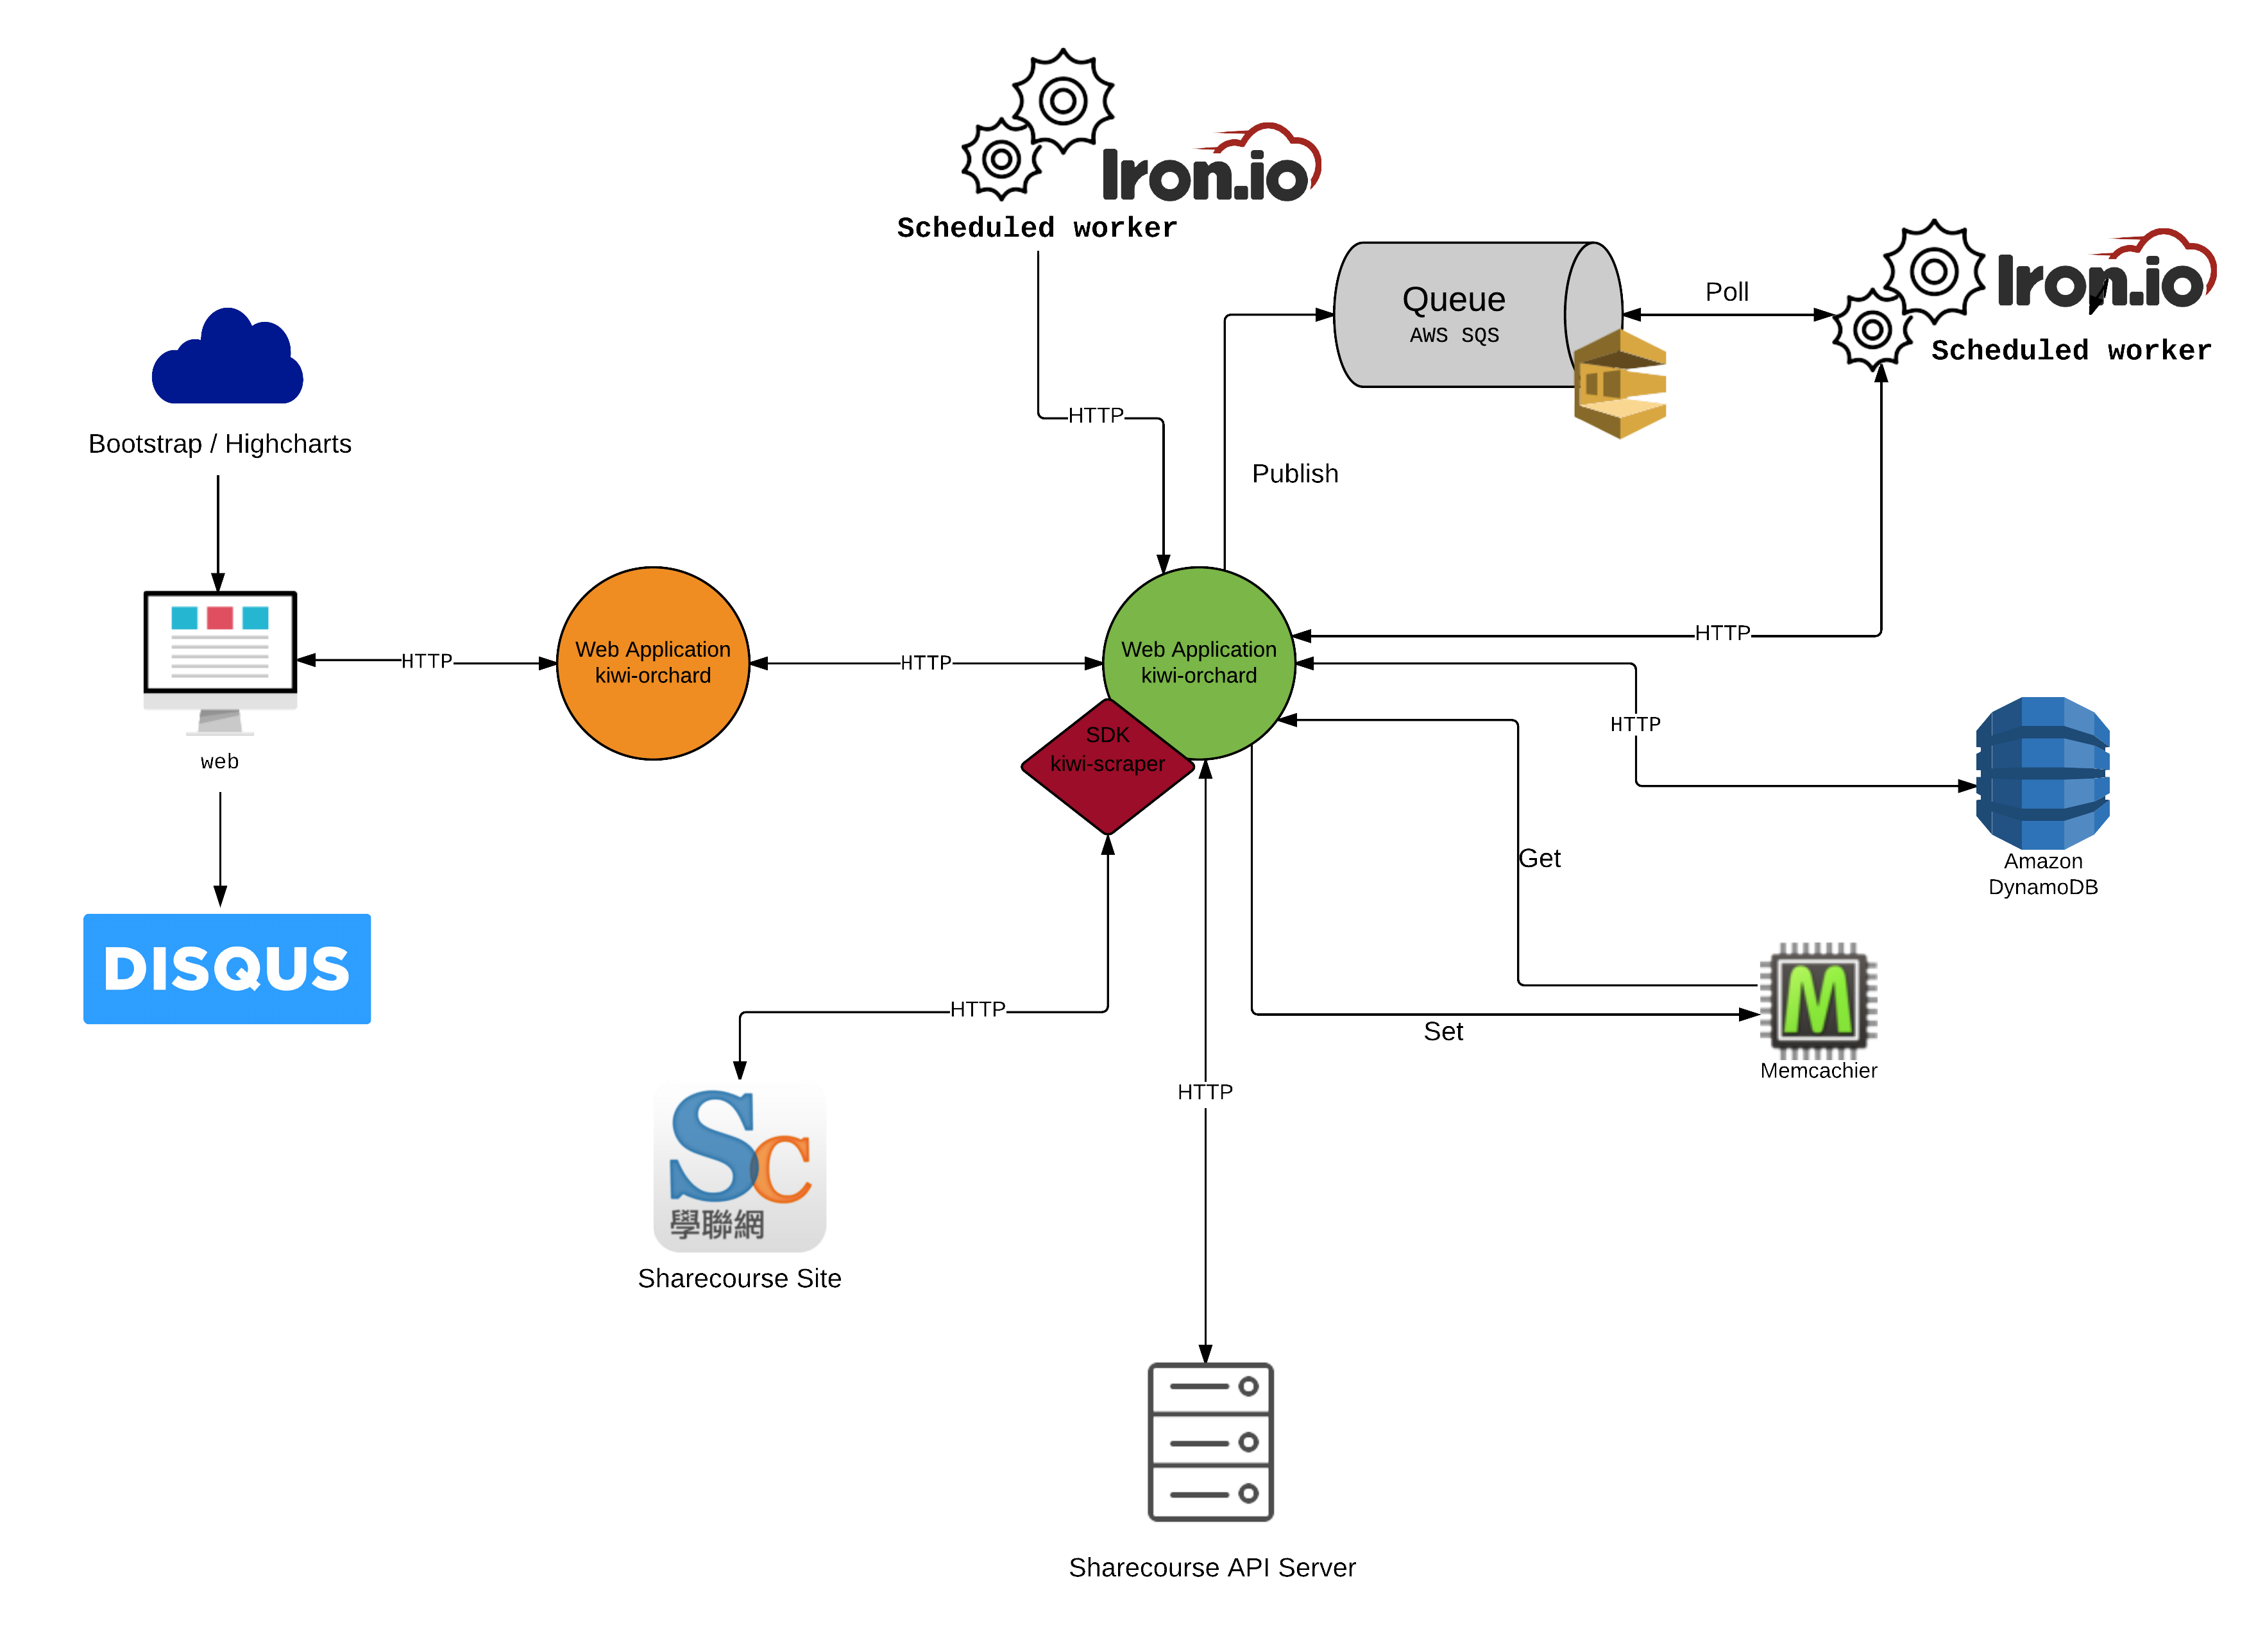 Iron.io
Scheduled worker
Iron.io
Scheduled worker
Queue
AWS SQS
Poll
Bootstrap / Highcharts
HTTP
Publish
web
HTTP
Web Application
kiwi-orchard
HTTP
Web Application
kiwi-orchard
HTTP
HTTP
SDK
kiwi-scraper
Amazon
DynamoDB
Get
DISQUS
HTTP
Set
M
Memcachier
HTTP
Sc
學聯網
Sharecourse Site
Sharecourse API Server